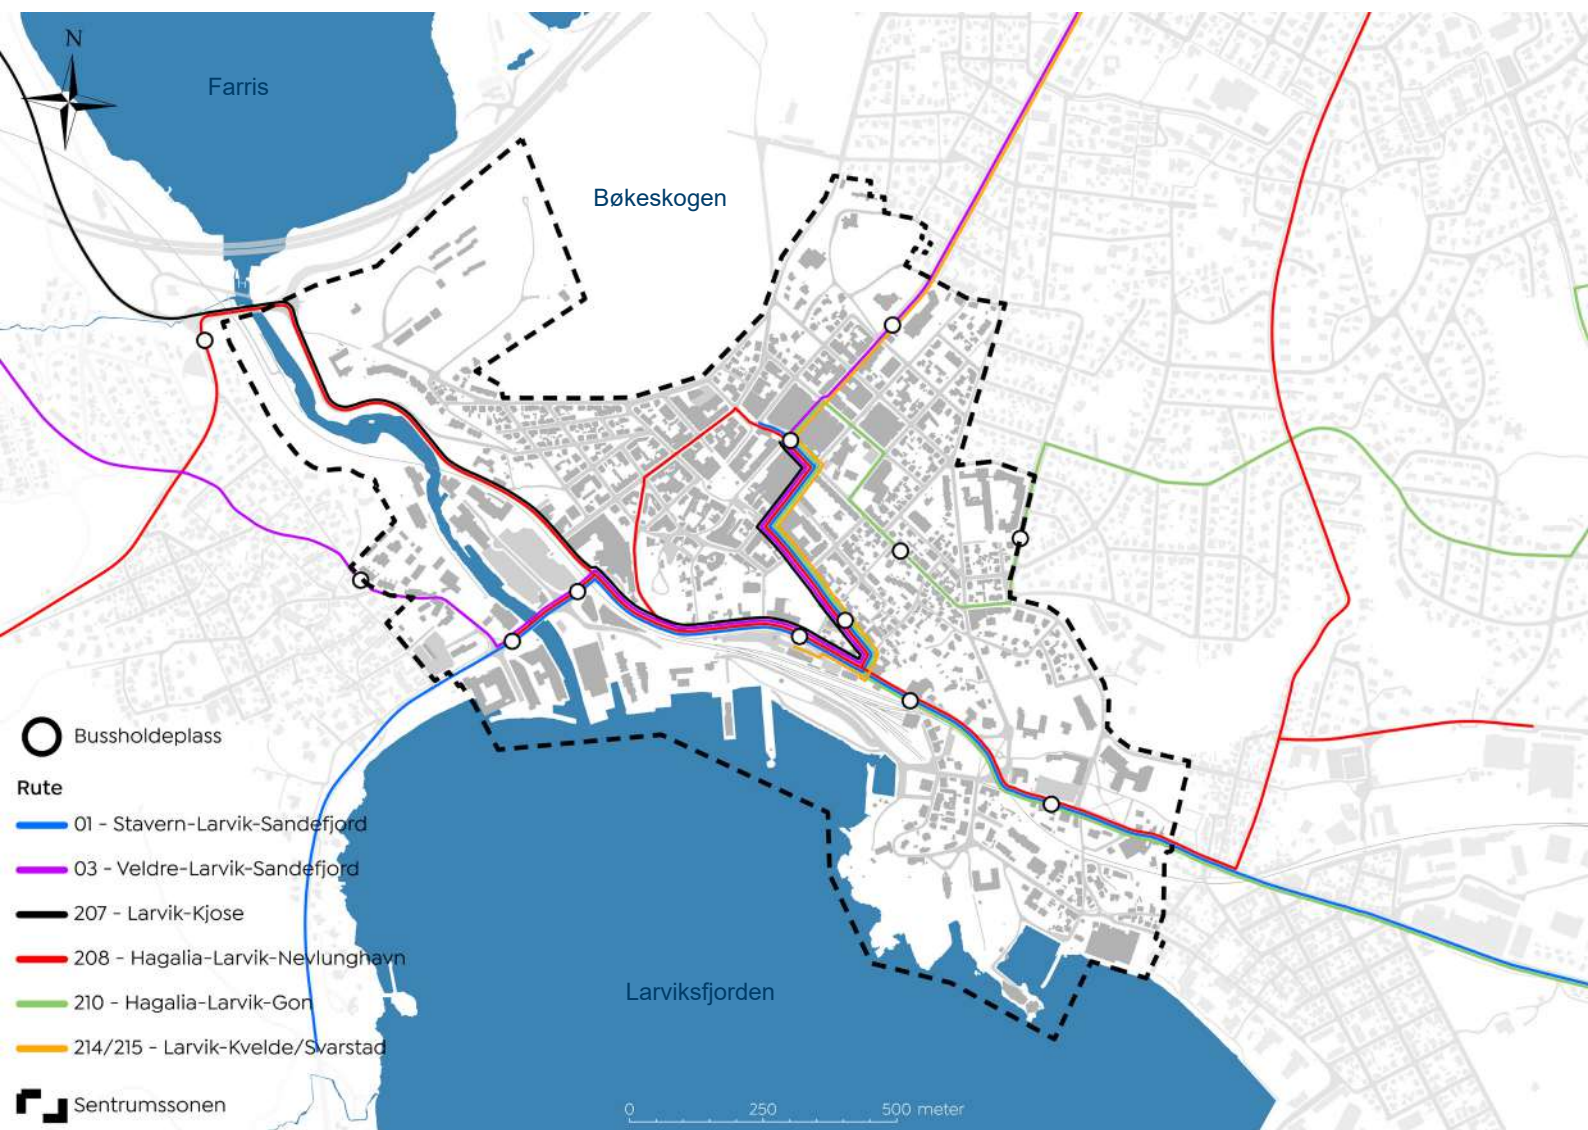 N
Farris
Bøkeskogen
Bussholdeplass
Rute
01 - Stavern-Larvik-Sandefjord
03 - Veldre-Larvik-Sandefjord
207 - Larvik-Kjose
208 - Hagalia-Larvik-Nevlunghavn
210 - Hagalia-Larvik-Gon
214/215 - Larvik-Kvelde/Svarstad
Sentrumssonen
Larviksfjorden
0 250 500 meter